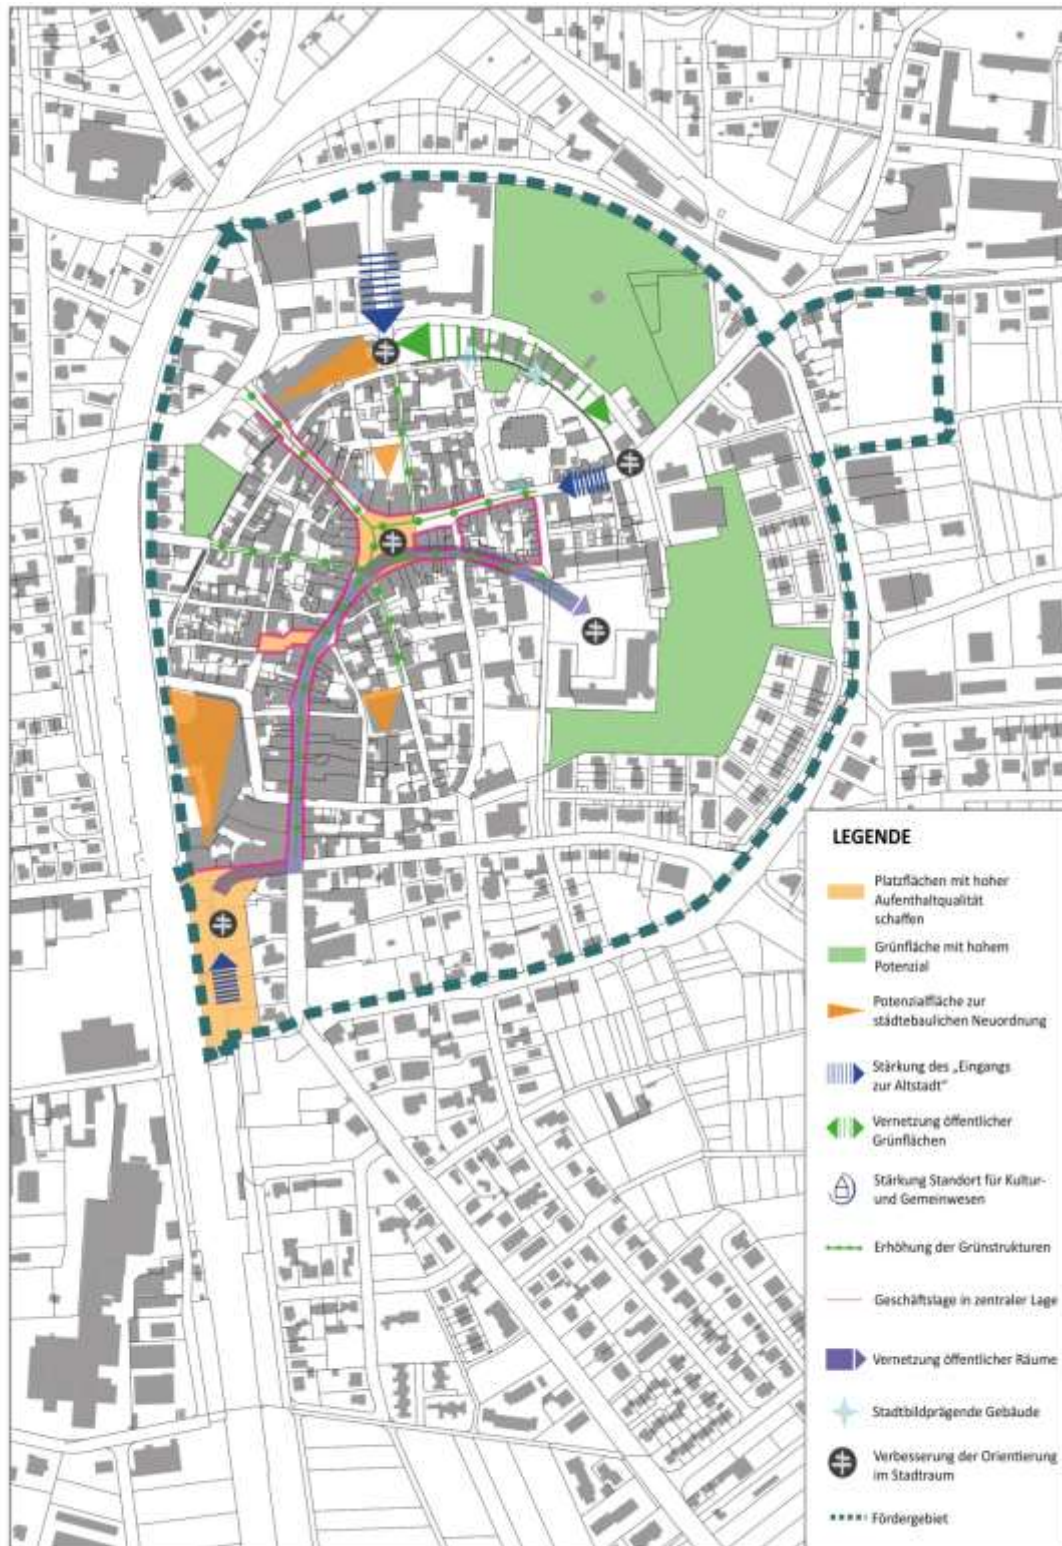 LEGENDE
Platzflächen mit hoher
Aufenthaltqualität
schaffen
Grünfläche mit hohem
Potenzial
Potenzialfläche zur
städtebaulichen Neuordnung
Stärkung des „Eingangs
zur Altstadt"
Vernetzung öffentlicher
Grünflächen
Stärkung Standort für Kultur-
und Gemeinwesen
Erhöhung der Grünstrukturen
Geschäftslage in zentraler Lage
Vernetzung öffentlicher Räume
Stadtbildprägende Gebäude
Verbesserung der Orientierung
im Stadtraum
Fördergebiet